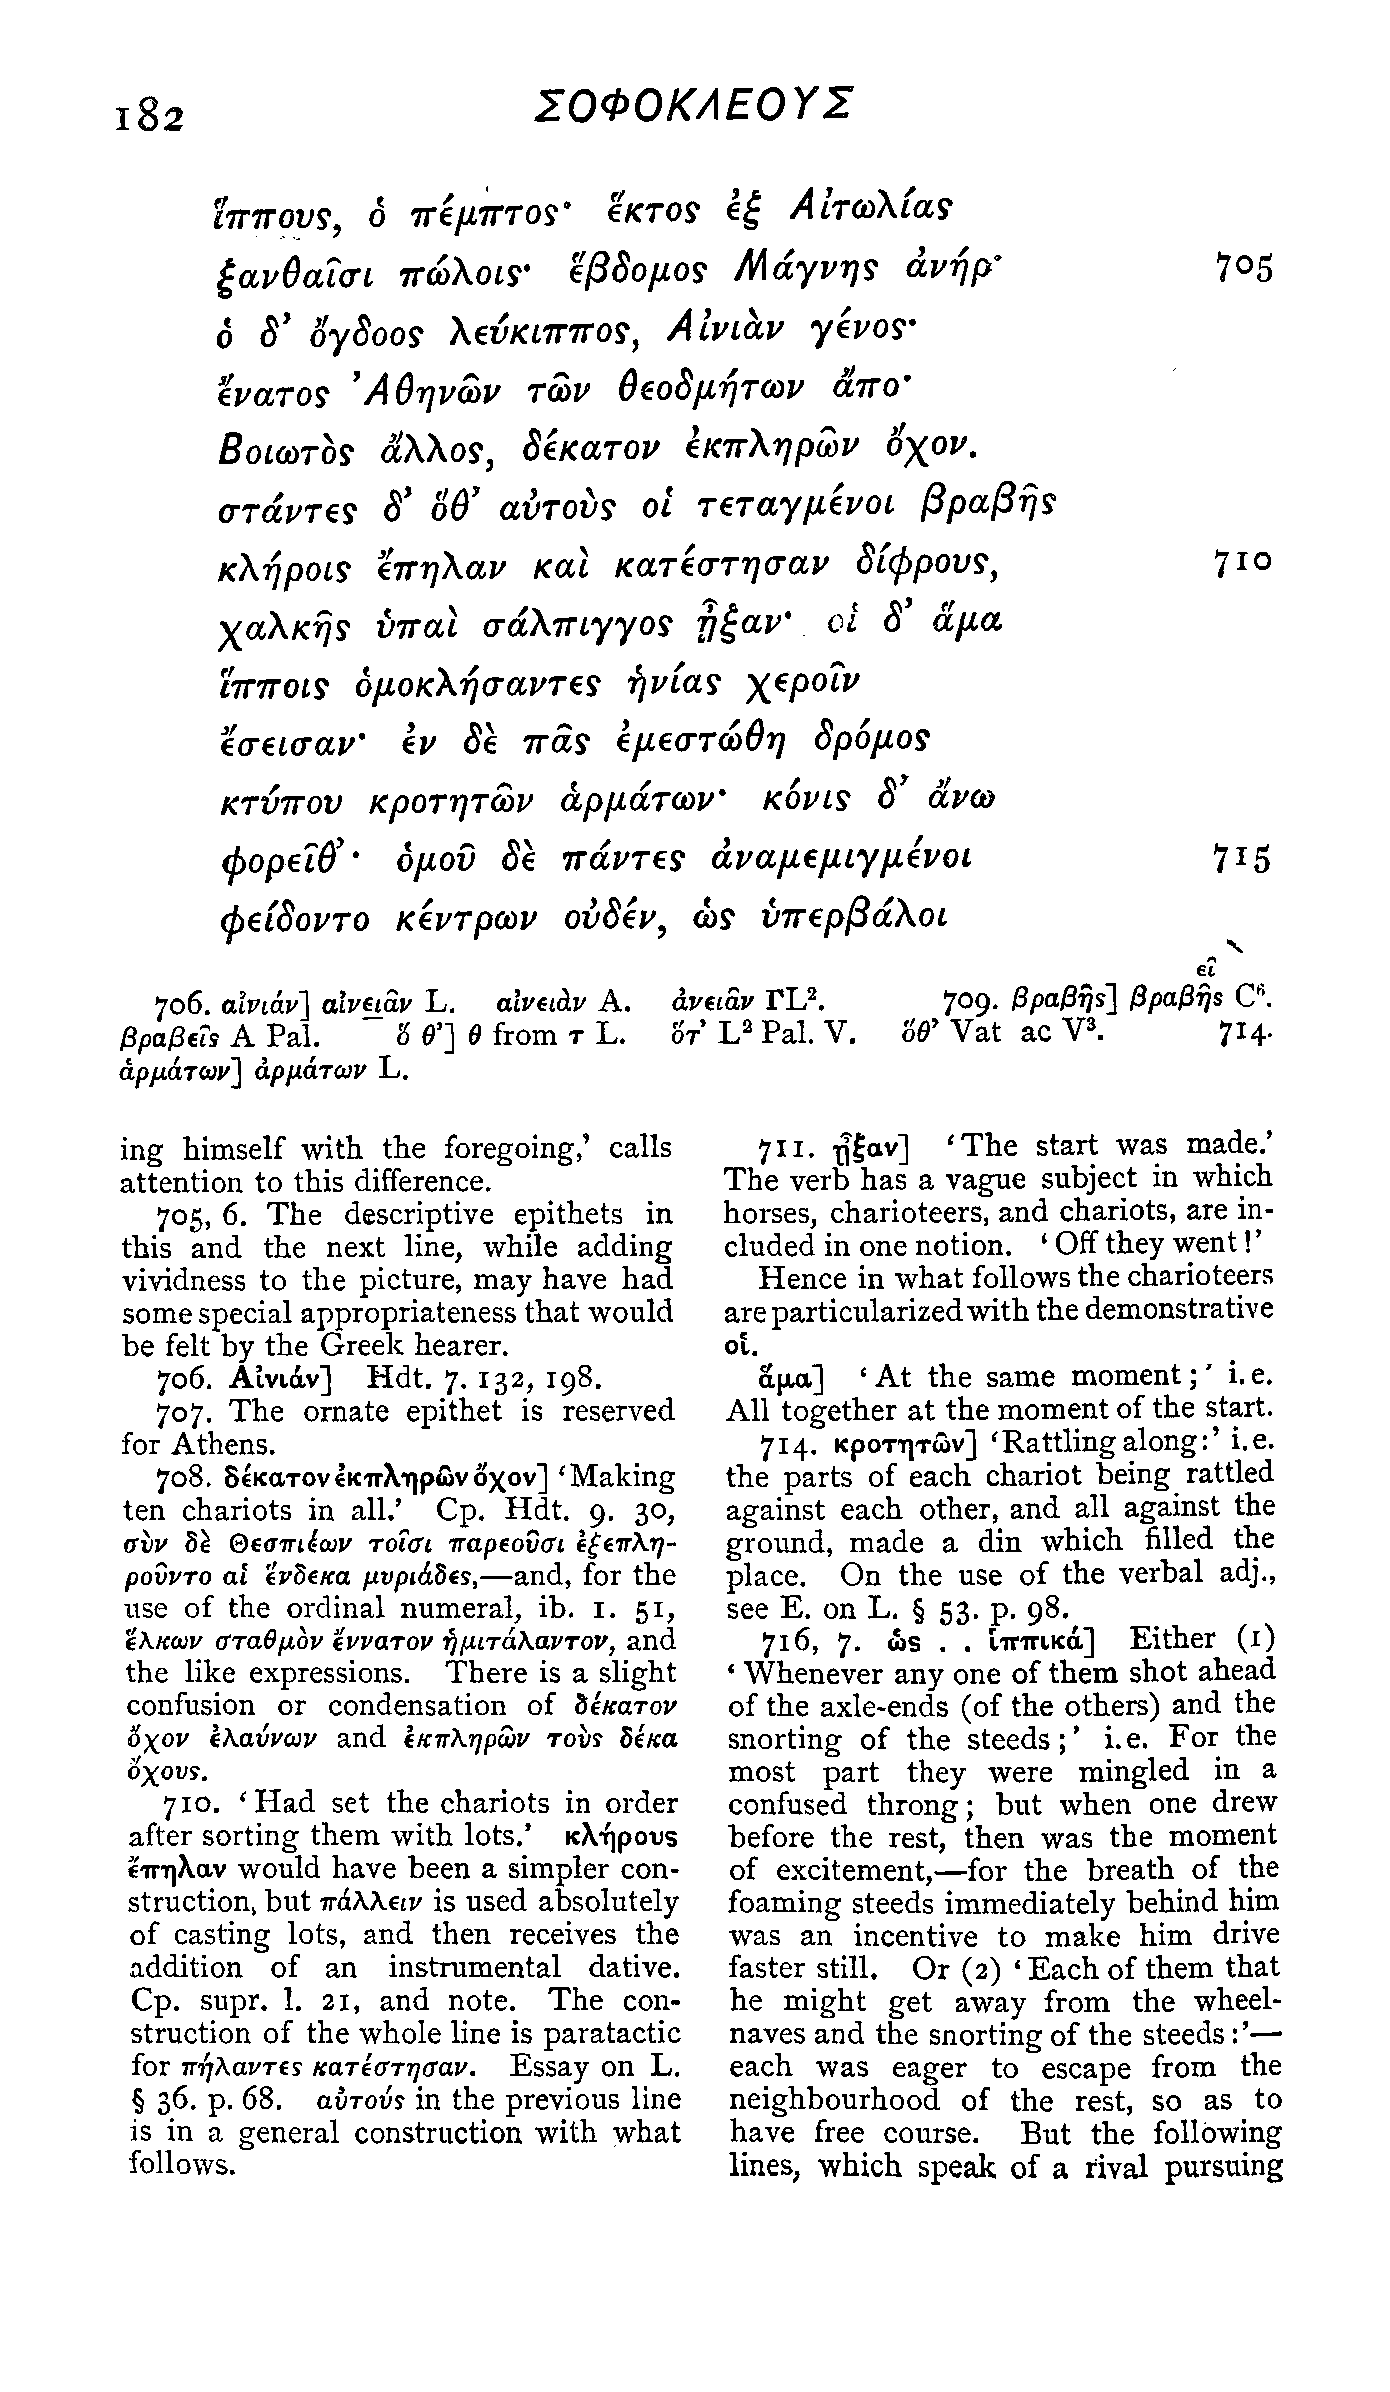 182
ΣΟΦΟΚΛΕΟΥΣ
ἵππους, ὁ πέμπτος· ἕκτος ἐξ Αἰτωλίας
ξανθαῖσι πώλοις· ἕβδομος Μάγνης ἀνήρ· 705
ὁ δ’ ὄγδοος λεύκιππος, Αἰνιὰν γένος·
ἔνατος Ἀθηνῶν τῶν θεοδμήτων ἄπο·
Βοιωτὸς ἄλλος, δέκατον ἐκπληρῶν ὄχον.
στάντες δ’ ὅθ’ αὐτοὺς οἱ τεταγμένοι βραβῆς
κλήροις ἔπηλαν καὶ κατέστησαν δίφρους, 710
χαλκῆς ὑπαὶ σάλπιγγος ᾖξαν· οἱ δ’ ἅμα
ἵπποις ὁμοκλήσαντες ἡνίας χεροῖν
ἔσεισαν· ἐν δὲ πᾶς ἐμεστώθη δρόμος
κτύπου κροτητῶν ἁρμάτων· κόνις δ’ ἄνω
φορεῖθ’· ὁμοῦ δὲ πάντες ἀναμεμιγμένοι 715
φείδοντο κέντρων οὐδέν, ὡς ὑπερβάλοι
706. αἰνιάν] αἰνειᾶν L. αἰνειὰν A. ἀνειᾶν ΓL². 709. βραβῆς] βραβῆς C⁶.
εῖ
βραβεῖς A Pal. ὅ θ’] θ from τ L. ὅτ’ L² Pal. V. ὅθ’ Vat ac V³. 714.
ἁρμάτων] ἀρμάτων L.
ing himself with the foregoing,’ calls
attention to this difference.
705, 6. The descriptive epithets in
this and the next line, while adding
vividness to the picture, may have had
some special appropriateness that would
be felt by the Greek hearer.
706. Αἰνιάν] Hdt. 7. 132, 198.
707. The ornate epithet is reserved
for Athens.
708. δέκατον ἐκπληρῶν ὄχον] ‘Making
ten chariots in all.’ Cp. Hdt. 9. 30,
σὺν δὲ Θεσπιέων τοῖσι παρεοῦσι ἐξεπλη-
ροῦντο αἱ ἕνδεκα μυριάδες,—and, for the
use of the ordinal numeral, ib. 1. 51,
ἕλκων σταθμὸν ἔννατον ἡμιτάλαντον, and
the like expressions. There is a slight
confusion or condensation of δέκατον
ὄχον ἐλαύνων and ἐκπληρῶν τοὺς δέκα
ὄχους.
710. ‘Had set the chariots in order
after sorting them with lots.’ κλήρους
ἔπηλαν would have been a simpler con-
struction, but πάλλειν is used absolutely
of casting lots, and then receives the
addition of an instrumental dative.
Cp. supr. l. 21, and note. The con-
struction of the whole line is paratactic
for πήλαντες κατέστησαν. Essay on L.
§ 36. p. 68. αὐτούς in the previous line
is in a general construction with what
follows.
711. ᾖξαν] ‘The start was made.’
The verb has a vague subject in which
horses, charioteers, and chariots, are in-
cluded in one notion. ‘Off they went!’
Hence in what follows the charioteers
are particularized with the demonstrative
οἱ.
ἅμα] ‘At the same moment;’ i.e.
All together at the moment of the start.
714. κροτητῶν] ‘Rattling along:’ i.e.
the parts of each chariot being rattled
against each other, and all against the
ground, made a din which filled the
place. On the use of the verbal adj.,
see E. on L. § 53. p. 98.
716, 7. ὡς . . ἱππικά] Either (1)
‘Whenever any one of them shot ahead
of the axle-ends (of the others) and the
snorting of the steeds;’ i.e. For the
most part they were mingled in a
confused throng; but when one drew
before the rest, then was the moment
of excitement,—for the breath of the
foaming steeds immediately behind him
was an incentive to make him drive
faster still. Or (2) ‘Each of them that
he might get away from the wheel-
naves and the snorting of the steeds:’—
each was eager to escape from the
neighbourhood of the rest, so as to
have free course. But the following
lines, which speak of a rival pursuing